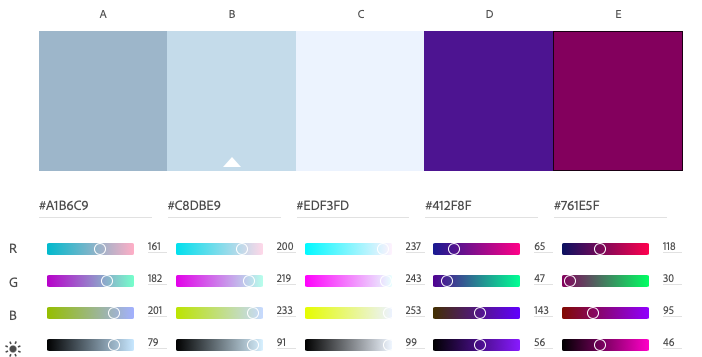 A B C D E
#A1B6C9 #C8DBE9 #EDF3FD #412F8F #761E5F
R 161 200 237 65 118
G 182 219 243 47 30
B 201 233 253 143 95
79 91 99 56 46